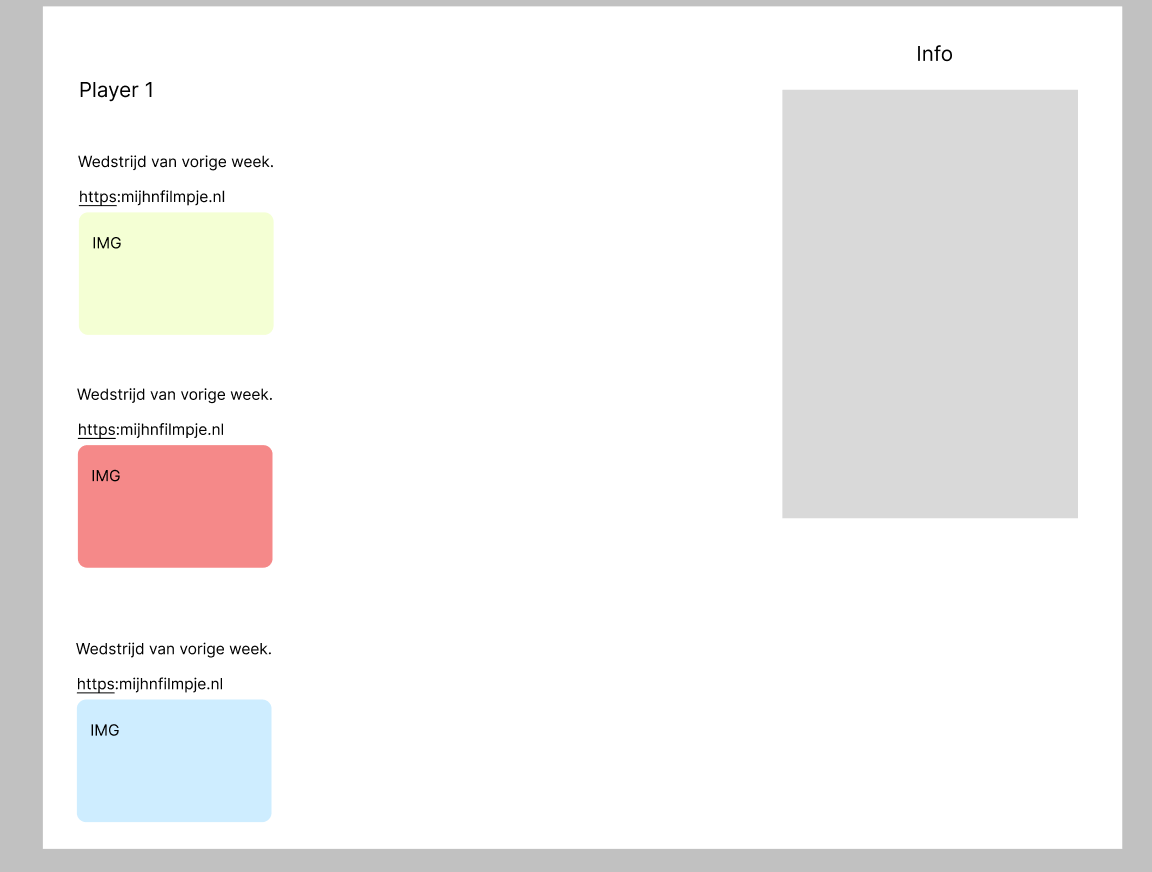 Info
Player 1
Wedstrijd van vorige week.
https:mijhnfilmpje.nl
IMG
Wedstrijd van vorige week.
https:mijhnfilmpje.nl
IMG
Wedstrijd van vorige week.
https:mijhnfilmpje.nl
IMG